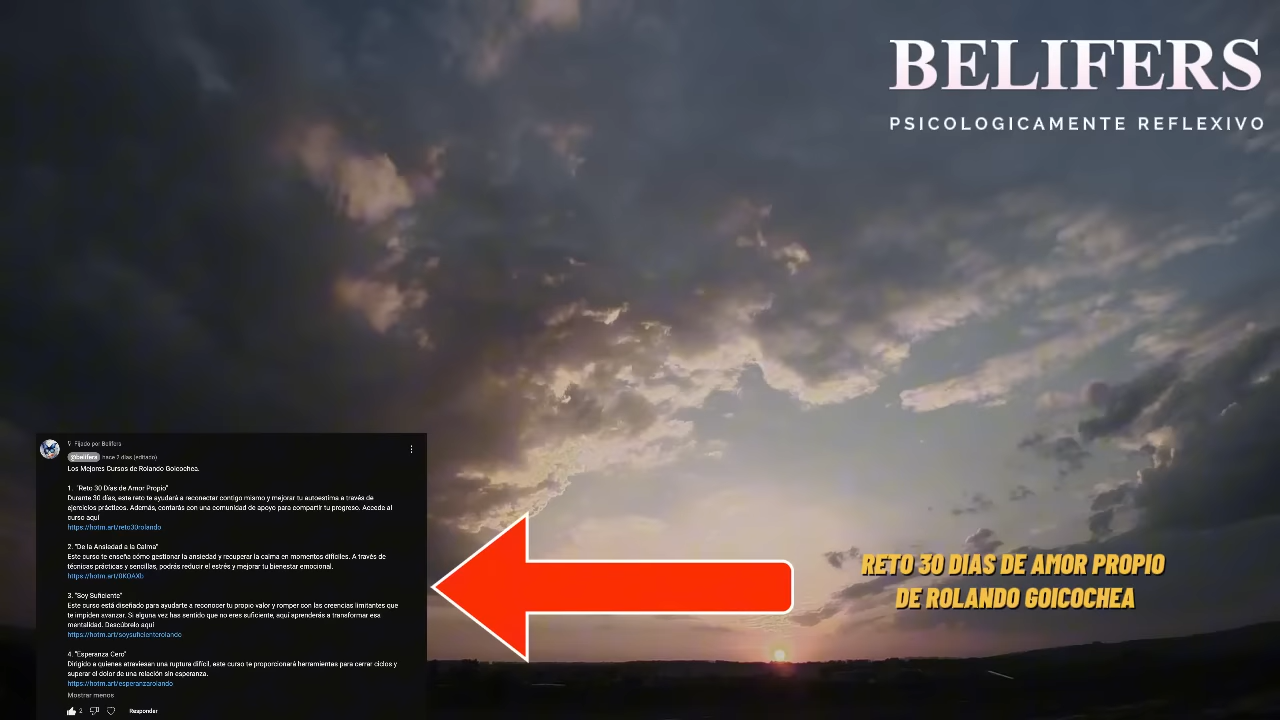 BELIFERS
PSICOLOGICAMENTE REFLEXIVO
Fijado por Belifers
@belifers hace 2 días (editado)
Los Mejores Cursos de Rolando Goicochea.
1. "Reto 30 Días de Amor Propio"
Durante 30 días, este reto te ayudará a reconectar contigo mismo y mejorar tu autoestima a través de
ejercicios prácticos. Además, contarás con una comunidad de apoyo para compartir tu progreso. Accede al
curso aquí
https://hotm.art/reto30rolando
2. "De la Ansiedad a la Calma"
Este curso te enseña cómo gestionar la ansiedad y recuperar la calma en momentos difíciles. A través de
técnicas prácticas y sencillas, podrás reducir el estrés y mejorar tu bienestar emocional.
https://hotm.art/0KOAXb
3. "Soy Suficiente"
Este curso está diseñado para ayudarte a reconocer tu propio valor y romper con las creencias limitantes que
te impiden avanzar. Si alguna vez has sentido que no eres suficiente, aquí aprenderás a transformar esa
mentalidad. Descúbrelo aquí
https://hotm.art/soysuficienterolando
4. "Esperanza Cero"
Dirigido a quienes atraviesan una ruptura difícil, este curso te proporcionará herramientas para cerrar ciclos y
superar el dolor de una relación sin esperanza.
https://hotm.art/esperanzarolando
Mostrar menos
2 Responder
RETO 30 DIAS DE AMOR PROPIO
DE ROLANDO GOICOCHEA